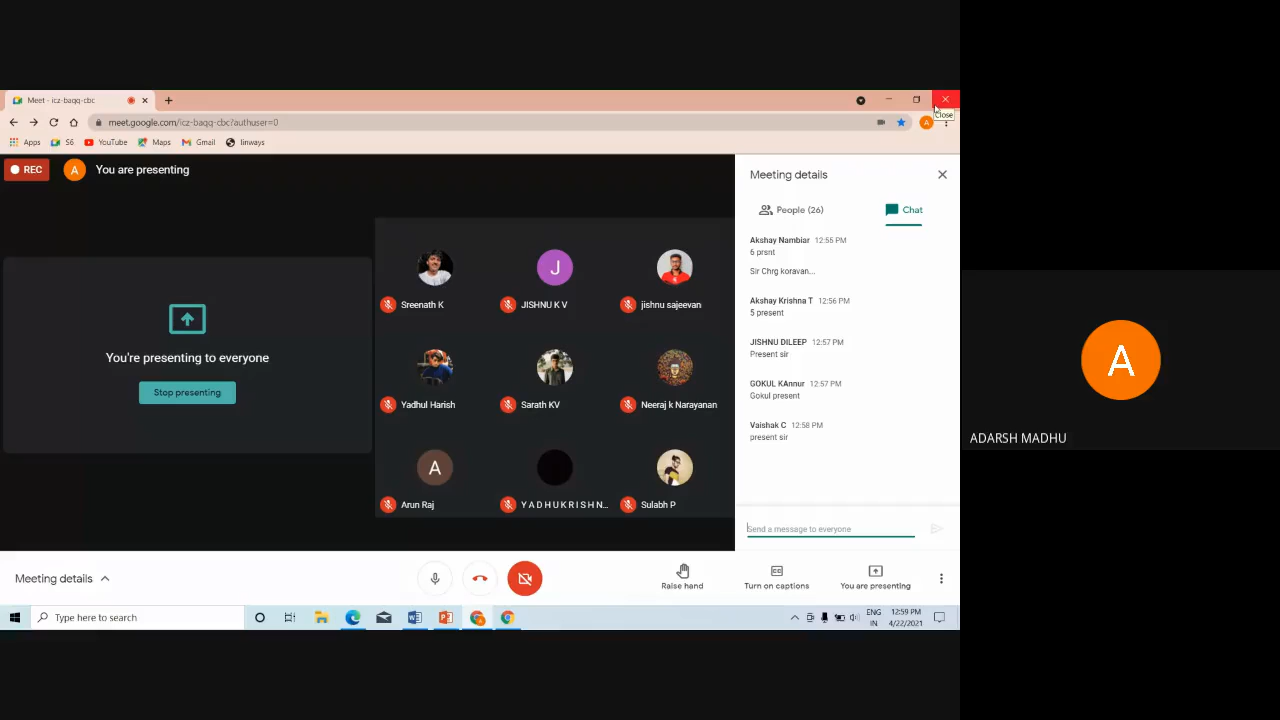 Meet - icz-baqq-cbc
Close
meet.google.com/icz-baqq-cbc?authuser=0
A
Apps S6 YouTube Maps Gmail linways
REC A You are presenting
Meeting details
People (26) Chat
Akshay Nambiar 12:55 PM
6 prsnt
Sir Chrg koravan...
Akshay Krishna T 12:56 PM
5 present
JISHNU DILEEP 12:57 PM
Present sir
GOKUL KAnnur 12:57 PM
Gokul present
Vaishak C 12:58 PM
present sir
Send a message to everyone
You're presenting to everyone
Stop presenting
J
Sreenath K JISHNU K V jishnu sajeevan
Yadhul Harish Sarath KV Neeraj k Narayanan
A
Arun Raj Y A D H U K R I S H N... Sulabh P
A
ADARSH MADHU
Meeting details
Raise hand Turn on captions You are presenting
Type here to search
ENG
IN
12:59 PM
4/22/2021